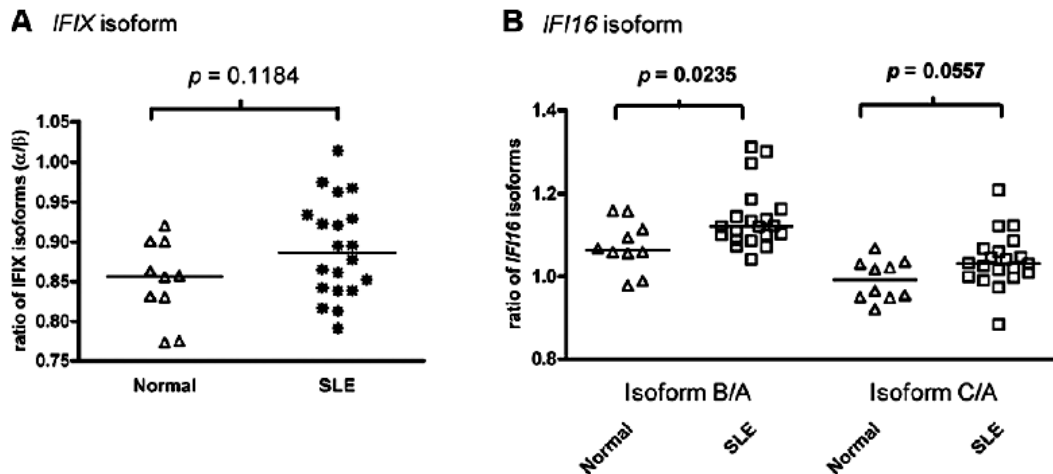 A IFIX isoform
p = 0.1184
ratio of IFIX isoforms (α/β)
1.05
1.00
0.95
0.90
0.85
0.80
0.75
Normal
SLE
B IFI16 isoform
p = 0.0235
p = 0.0557
ratio of IFI16 isoforms
1.4
1.2
1.0
0.8
Isoform B/A
Isoform C/A
Normal
SLE
Normal
SLE